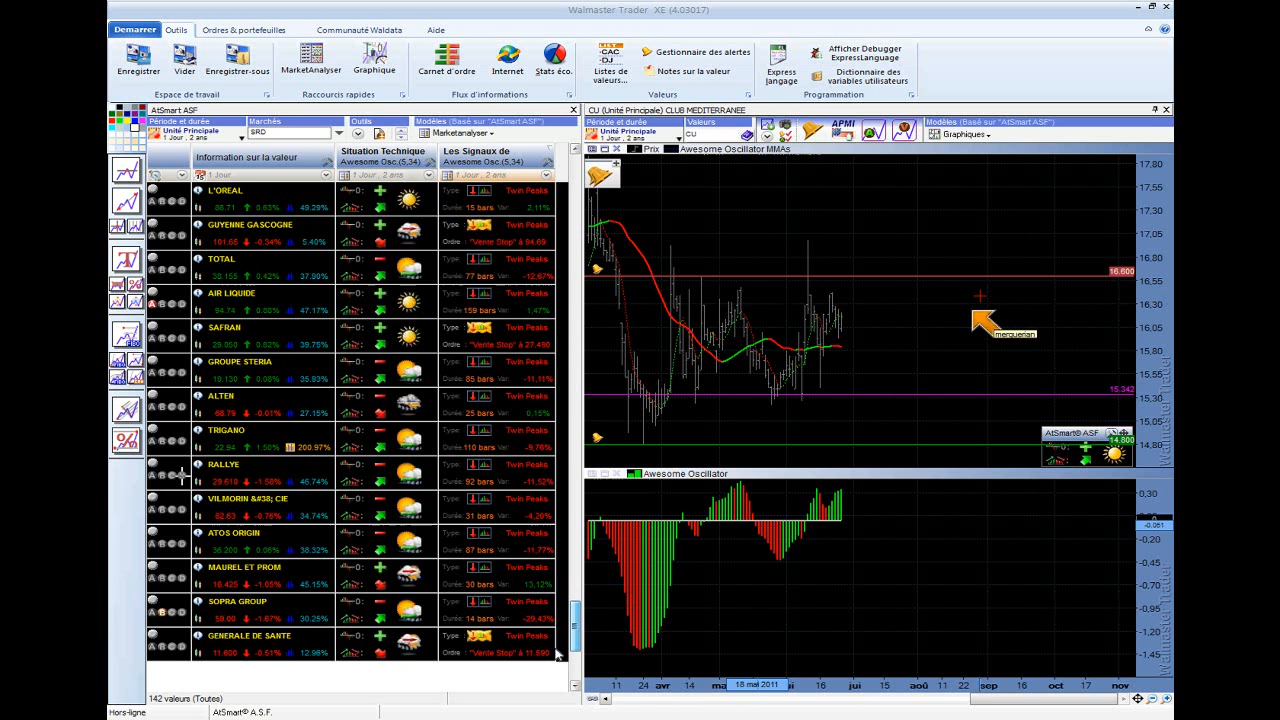 Walmaster Trader XE (4.03017)
Demarrer Outils Ordres & portefeuilles Communauté Waldata Aide
Enregistrer Vider Enregistrer-sous MarketAnalyser Graphique Carnet d'ordre Internet Stats éco.
LIST CAC DJ
Listes de valeurs...
Gestionnaire des alertes
Notes sur la valeur
Express langage
Afficher Debugger ExpressLanguage
Dictionnaire des variables utilisateurs
Espace de travail Raccourcis rapides Flux d'informations Valeurs Programmation
AtSmart ASF
Période et durée Marchés Outils Modèles (Basé sur "AtSmart ASF")
Unité Principale
1 Jour, 2 ans
SRD
Marketanalyser
Information sur la valeur
Situation Technique
Awesome Osc.(5,34)
Les Signaux de
Awesome Osc.(5,34)
1 Jour 1 Jour , 2 ans 1 Jour , 2 ans
L'OREAL Type : Twin Peaks
88.71 0.63% 49.29% Durée: 15 bars Var: 2,11%
GUYENNE GASCOGNE Type : Twin Peaks
101.65 -0.34% 5.40% Ordre : "Vente Stop" à 94.69
TOTAL Type : Twin Peaks
38.155 0.42% 37.90% Durée: 77 bars Var: -12,67%
AIR LIQUIDE Type : Twin Peaks
94.74 0.88% 47.17% Durée: 159 bars Var: 1,47%
SAFRAN Type : Twin Peaks
29.050 0.82% 39.75% Ordre : "Vente Stop" à 27.480
GROUPE STERIA Type : Twin Peaks
19.130 0.08% 35.93% Durée: 85 bars Var: -11,11%
ALTEN Type : Twin Peaks
68.79 -0.01% 27.15% Durée: 25 bars Var: 0,15%
TRIGANO Type : Twin Peaks
22.94 1.50% 200.97% Durée: 110 bars Var: -9,76%
RALLYE Type : Twin Peaks
29.610 -1.56% 46.74% Durée: 92 bars Var: -11,52%
VILMORIN &#38; CIE Type : Twin Peaks
82.63 -0.76% 34.74% Durée: 31 bars Var: -4,20%
ATOS ORIGIN Type : Twin Peaks
36.200 0.06% 38.32% Durée: 87 bars Var: -11,77%
MAUREL ET PROM Type : Twin Peaks
16.425 -1.05% 45.15% Durée: 30 bars Var: 13,12%
SOPRA GROUP Type : Twin Peaks
59.00 -1.67% 30.25% Durée: 14 bars Var: -29,43%
GENERALE DE SANTE Type : Twin Peaks
11.600 -0.51% 12.96% Ordre : "Vente Stop" à 11.590
142 valeurs (Toutes)
Hors-ligne AtSmart© A.S.F.
CU (Unité Principale) CLUB MEDITERRANEE
Période et durée Valeurs Modèles (Basé sur "AtSmart ASF")
Unité Principale
1 Jour, 2 ans
CU
APMI
Graphiques
Prix Awesome Oscillator MMAs
17.80
17.55
17.30
17.05
16.80
16.600
16.55
16.30
16.05
15.80
15.55
15.342
15.30
15.05
14.80
14.800
mercuerian
AtSmart® ASF
Awesome Oscillator
0,30
0
-0.051
-0,20
-0.45
-0.70
-0.95
-1.20
-1.45
11 24 avr 14 ma 18 mai 2011 ui 16 jui 19 aoû 11 22 sep 16 oct 17 nov
Walmaster Trader
Walmaster Trader